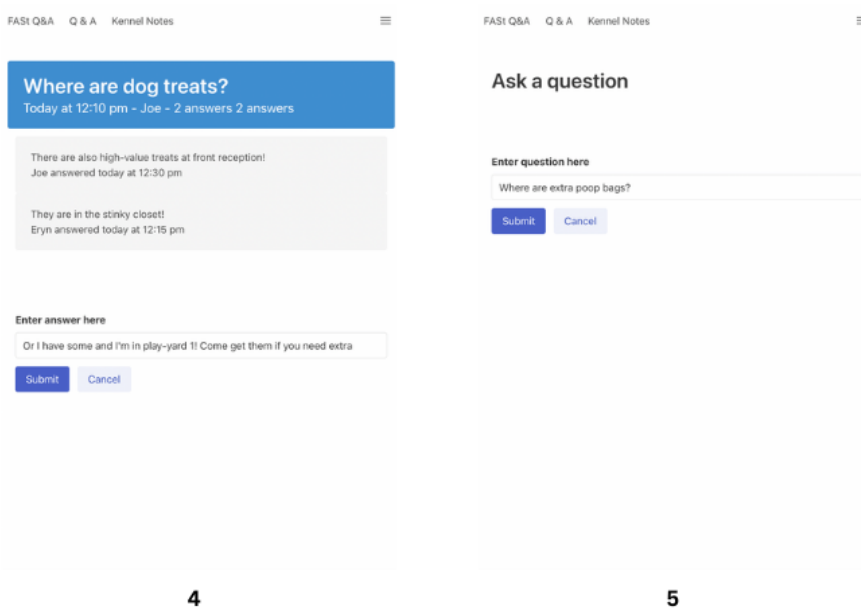 FASt Q&A Q & A Kennel Notes
Where are dog treats?
Today at 12:10 pm - Joe - 2 answers 2 answers
There are also high-value treats at front reception!
Joe answered today at 12:30 pm
They are in the stinky closet!
Eryn answered today at 12:15 pm
Enter answer here
Or I have some and I'm in play-yard 1! Come get them if you need extra
Submit Cancel
4
FASt Q&A Q & A Kennel Notes
Ask a question
Enter question here
Where are extra poop bags?
Submit Cancel
5